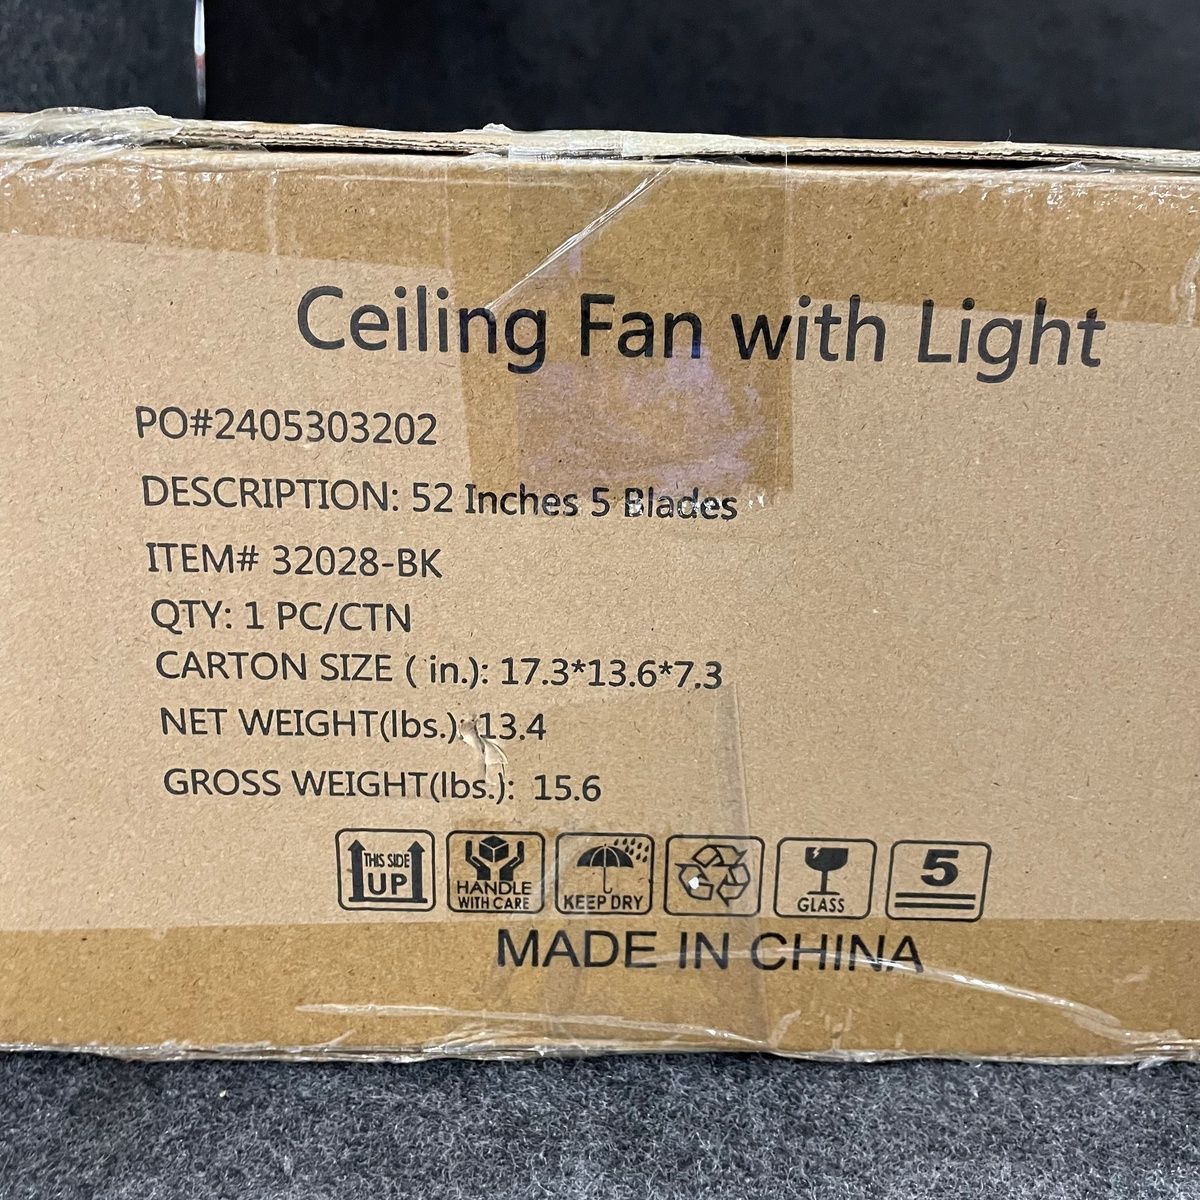 Ceiling Fan with Light
PO#2405303202
DESCRIPTION: 52 Inches 5 Blades
ITEM# 32028-BK
QTY: 1 PC/CTN
CARTON SIZE ( in.): 17.3*13.6*7.3
NET WEIGHT(lbs.): 13.4
GROSS WEIGHT(lbs.): 15.6
THIS SIDE
UP
HANDLE
WITH CARE
KEEP DRY
GLASS
5
MADE IN CHINA